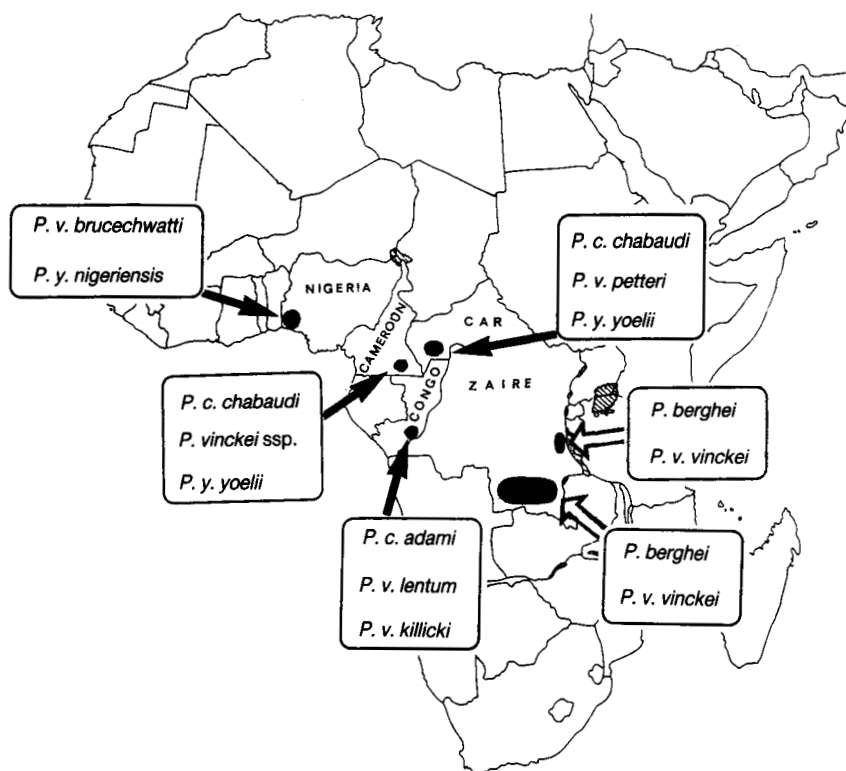 P. v. brucechwatti
P. y. nigeriensis
NIGERIA
CAMEROUN
CAR
CONGO
ZAIRE
P. c. chabaudi
P. v. petteri
P. y. yoelii
P. c. chabaudi
P. vinckei ssp.
P. y. yoelii
P. berghei
P. v. vinckei
P. c. adami
P. v. lentum
P. v. killicki
P. berghei
P. v. vinckei